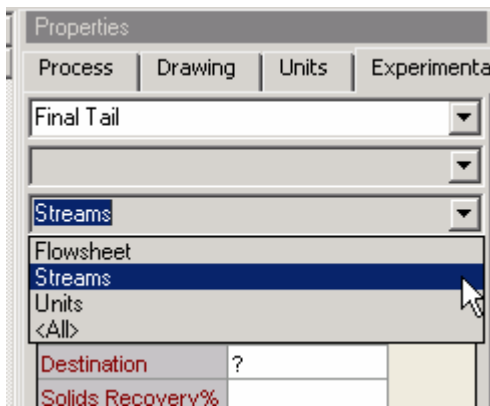 Properties
Process Drawing Units Experimenta
Final Tail
Streams
Flowsheet
Streams
Units
<All>
Destination ?
Solids Recovery%